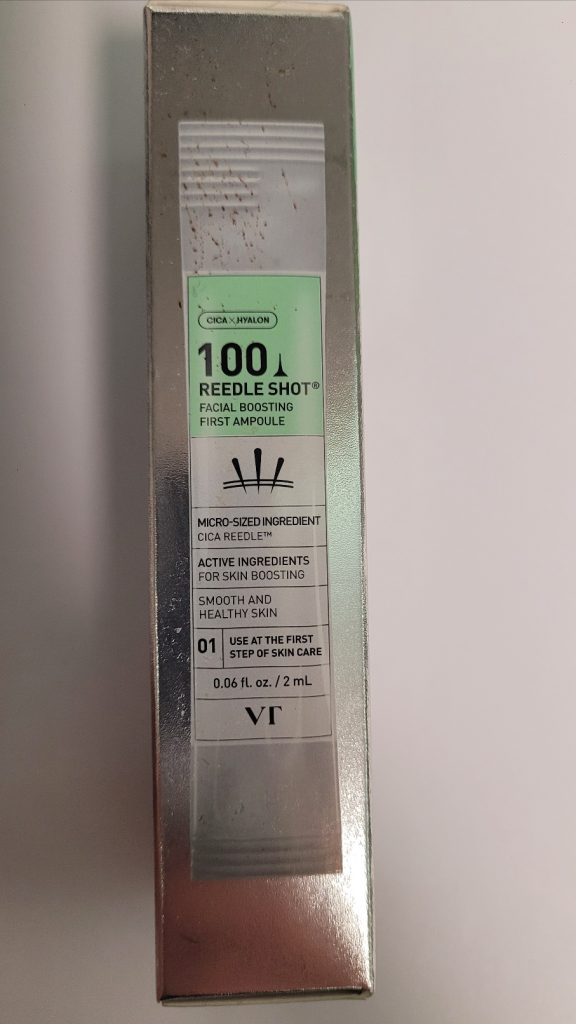 CICA × HYALON
100
REEDLE SHOT®
FACIAL BOOSTING
FIRST AMPOULE
MICRO-SIZED INGREDIENT
CICA REEDLE™
ACTIVE INGREDIENTS
FOR SKIN BOOSTING
SMOOTH AND
HEALTHY SKIN
01 USE AT THE FIRST
STEP OF SKIN CARE
0.06 fl. oz. / 2 mL
VT